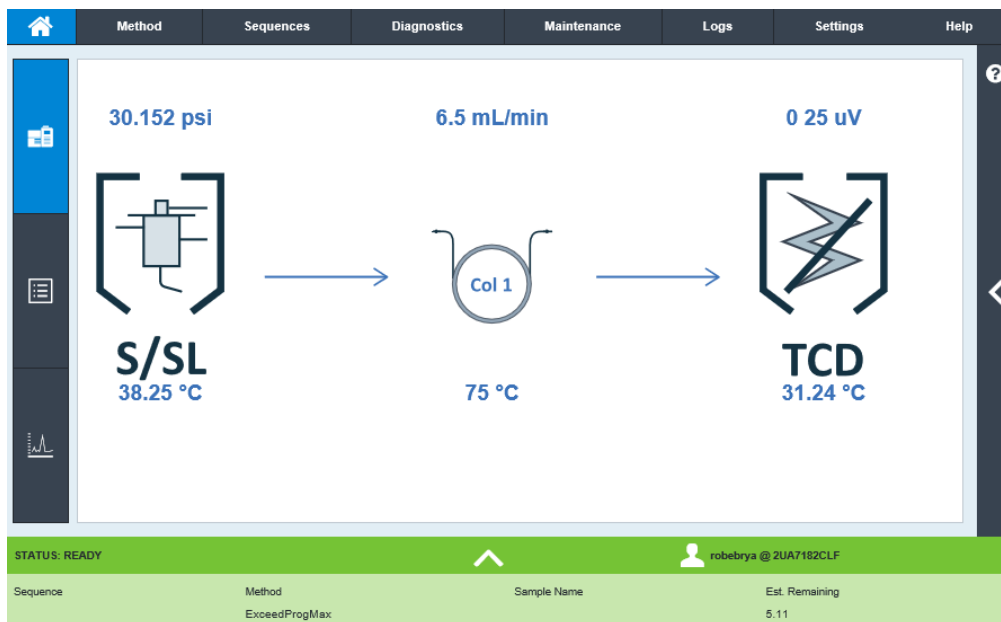 Method Sequences Diagnostics Maintenance Logs Settings Help
?
30.152 psi 6.5 mL/min 0 25 uV
Col 1
S/SL TCD
38.25 °C 75 °C 31.24 °C
STATUS: READY robebrya @ 2UA7182CLF
Sequence Method Sample Name Est. Remaining
ExceedProgMax 5.11